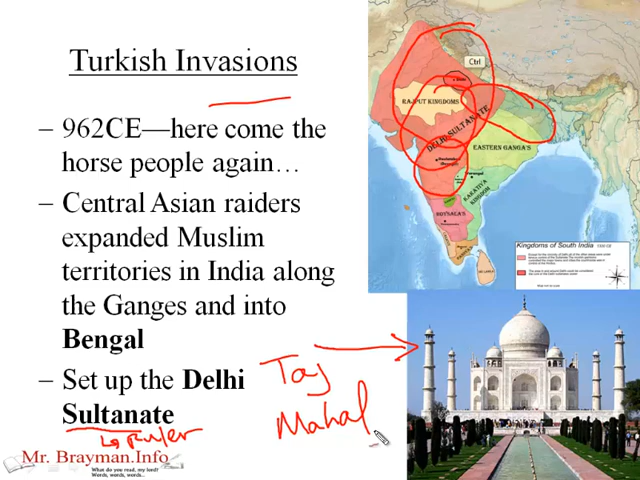 Turkish Invasions
– 962CE—here come the
horse people again…
– Central Asian raiders
expanded Muslim
territories in India along
the Ganges and into
Bengal
– Set up the Delhi
Sultanate
↳ Ruler
Taj
Mahal
Mr. Brayman.Info
What do you read, my lord?
Words, words, words...
Ctrl
RAJPUT KINGDOMS
DELHI SULTANATE
EASTERN GANGA'S
KAKATIYA
KINGDOM
HOYSALA'S
Kingdoms of South India